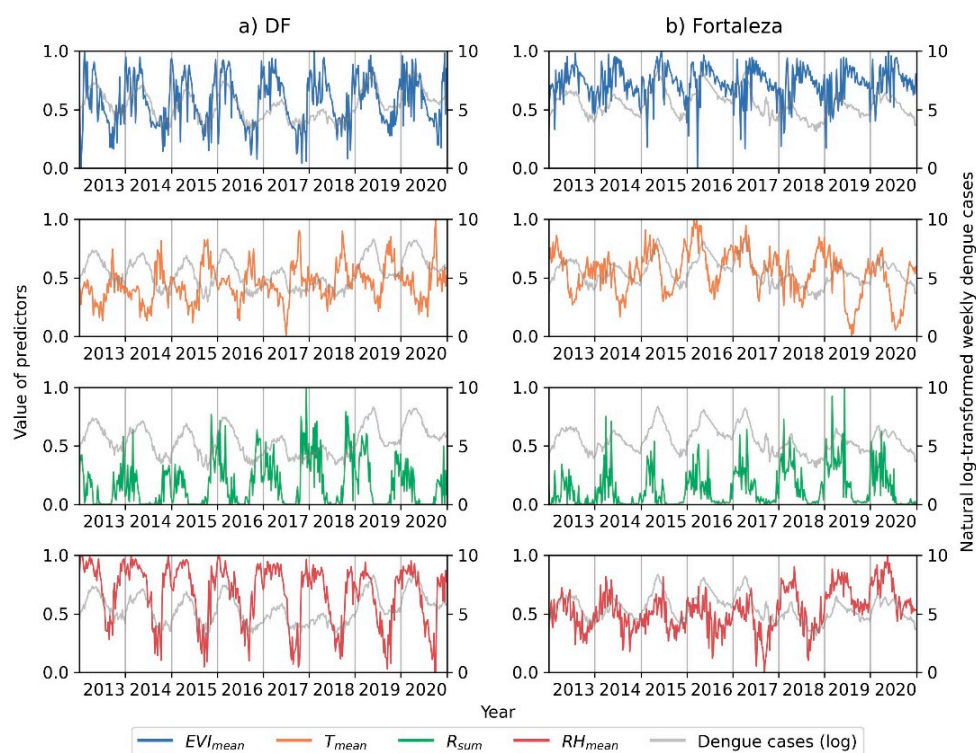 a) DF
b) Fortaleza
1.0 10 1.0 10
0.5 5 0.5 5
0.0 0 0.0 0
2013 2014 2015 2016 2017 2018 2019 2020 2013 2014 2015 2016 2017 2018 2019 2020
1.0 10 1.0 10
0.5 5 0.5 5
0.0 0 0.0 0
2013 2014 2015 2016 2017 2018 2019 2020 2013 2014 2015 2016 2017 2018 2019 2020
1.0 10 1.0 10
0.5 5 0.5 5
0.0 0 0.0 0
2013 2014 2015 2016 2017 2018 2019 2020 2013 2014 2015 2016 2017 2018 2019 2020
1.0 10 1.0 10
0.5 5 0.5 5
0.0 0 0.0 0
2013 2014 2015 2016 2017 2018 2019 2020 2013 2014 2015 2016 2017 2018 2019 2020
Value of predictors
Natural log-transformed weekly dengue cases
Year
EVI_mean T_mean R_sum RH_mean Dengue cases (log)